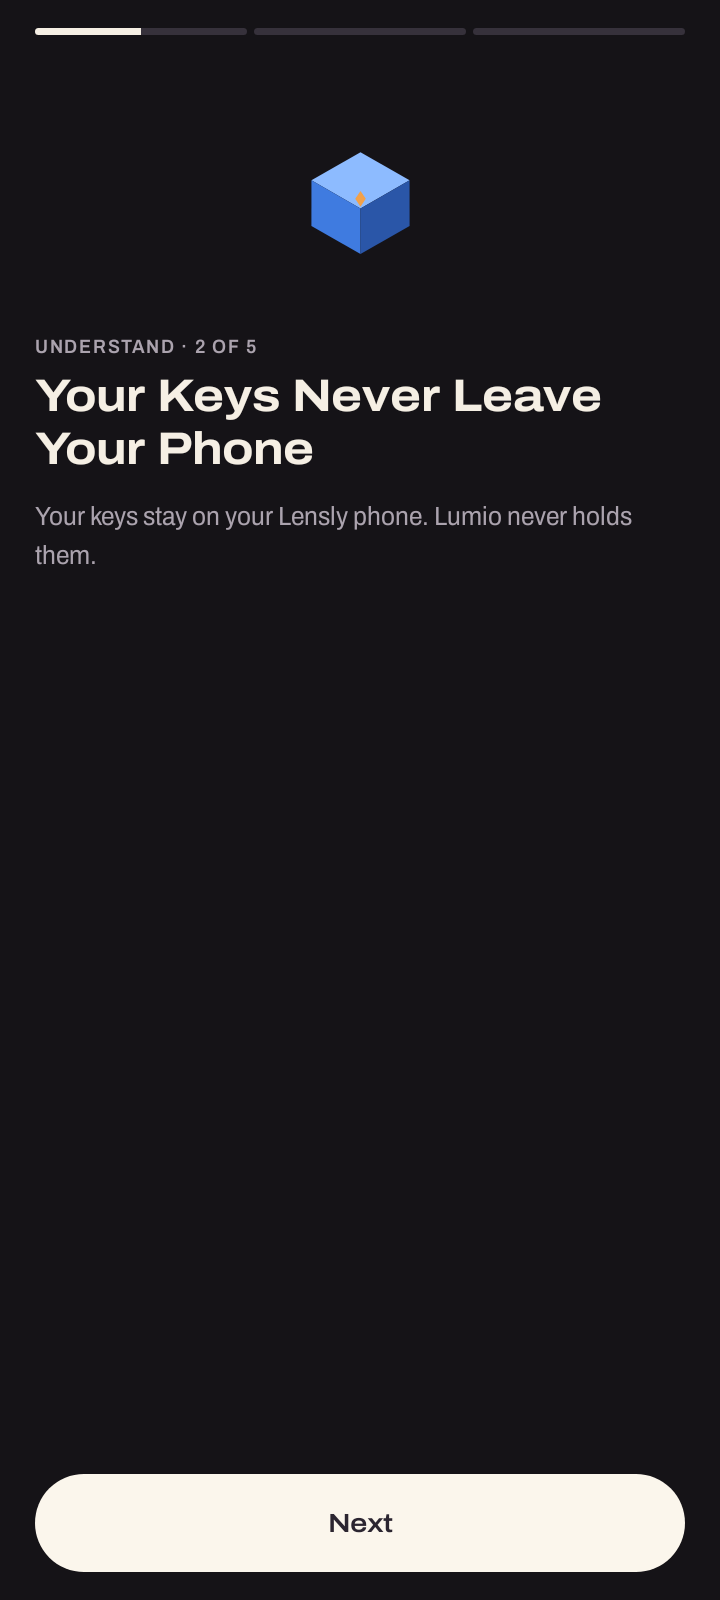 UNDERSTAND · 2 OF 5
Your Keys Never Leave
Your Phone
Your keys stay on your Lensly phone. Lumio never holds
them.
Next